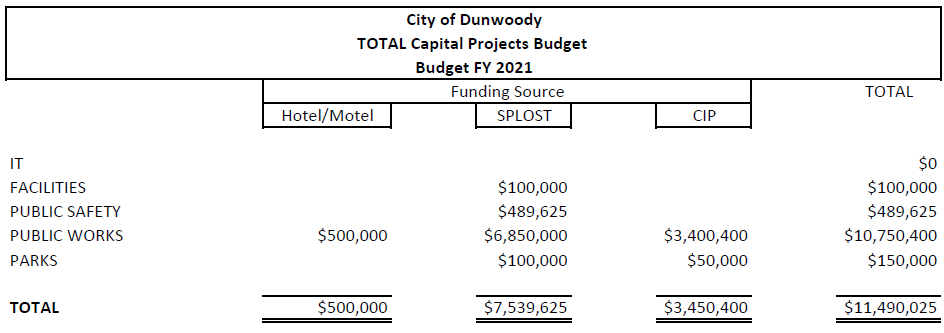 City of Dunwoody
TOTAL Capital Projects Budget
Budget FY 2021
Funding Source TOTAL
Hotel/Motel SPLOST CIP
IT $0
FACILITIES $100,000 $100,000
PUBLIC SAFETY $489,625 $489,625
PUBLIC WORKS $500,000 $6,850,000 $3,400,400 $10,750,400
PARKS $100,000 $50,000 $150,000
TOTAL $500,000 $7,539,625 $3,450,400 $11,490,025